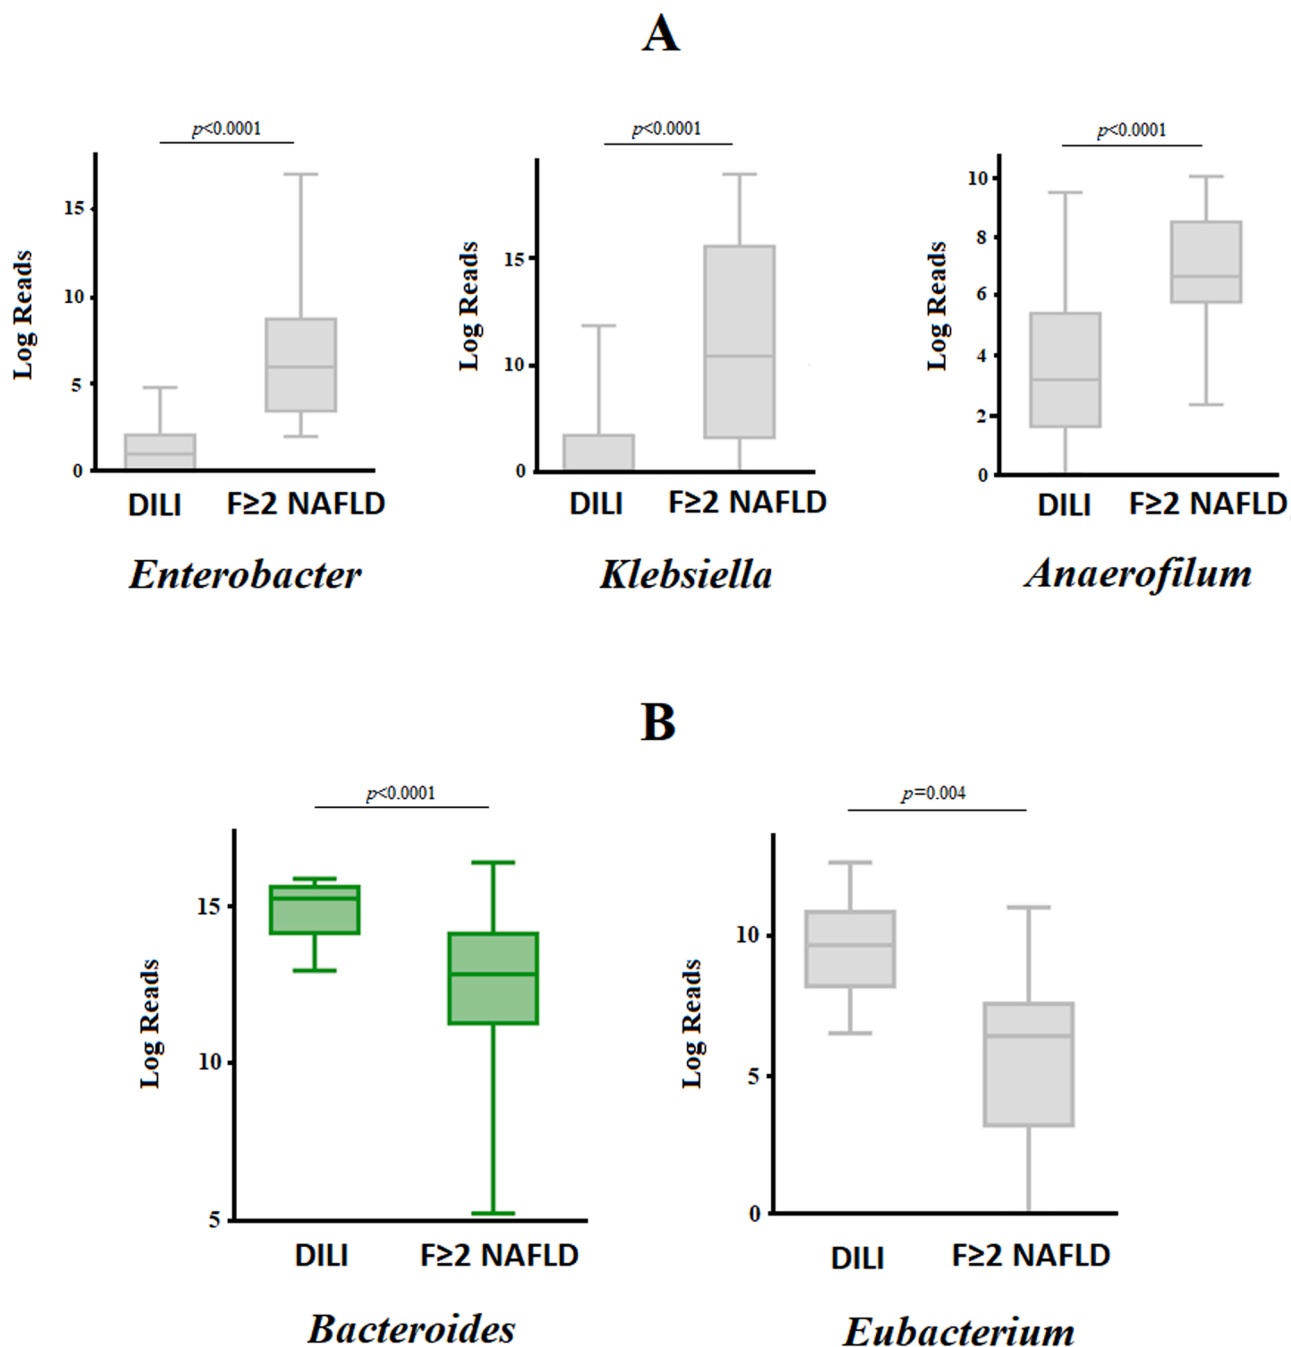 A
p<0.0001
p<0.0001
p<0.0001
Log Reads
15
10
5
0
DILI
F≥2 NAFLD
Enterobacter
Log Reads
15
10
0
DILI
F≥2 NAFLD
Klebsiella
Log Reads
10
8
6
4
2
0
DILI
F≥2 NAFLD
Anaerofilum
B
p<0.0001
p=0.004
Log Reads
15
10
5
DILI
F≥2 NAFLD
Bacteroides
Log Reads
10
5
0
DILI
F≥2 NAFLD
Eubacterium